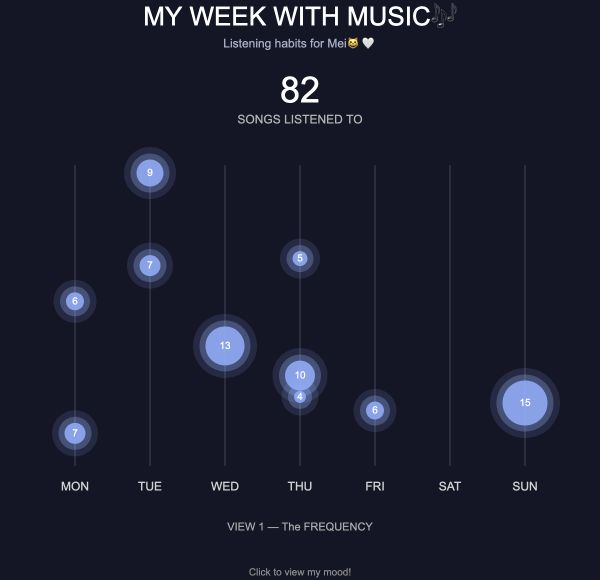 MY WEEK WITH MUSIC🎶
Listening habits for Mei😺🤍
82
SONGS LISTENED TO
9
7
5
6
13
10
4
15
6
7
MON TUE WED THU FRI SAT SUN
VIEW 1 — The FREQUENCY
Click to view my mood!